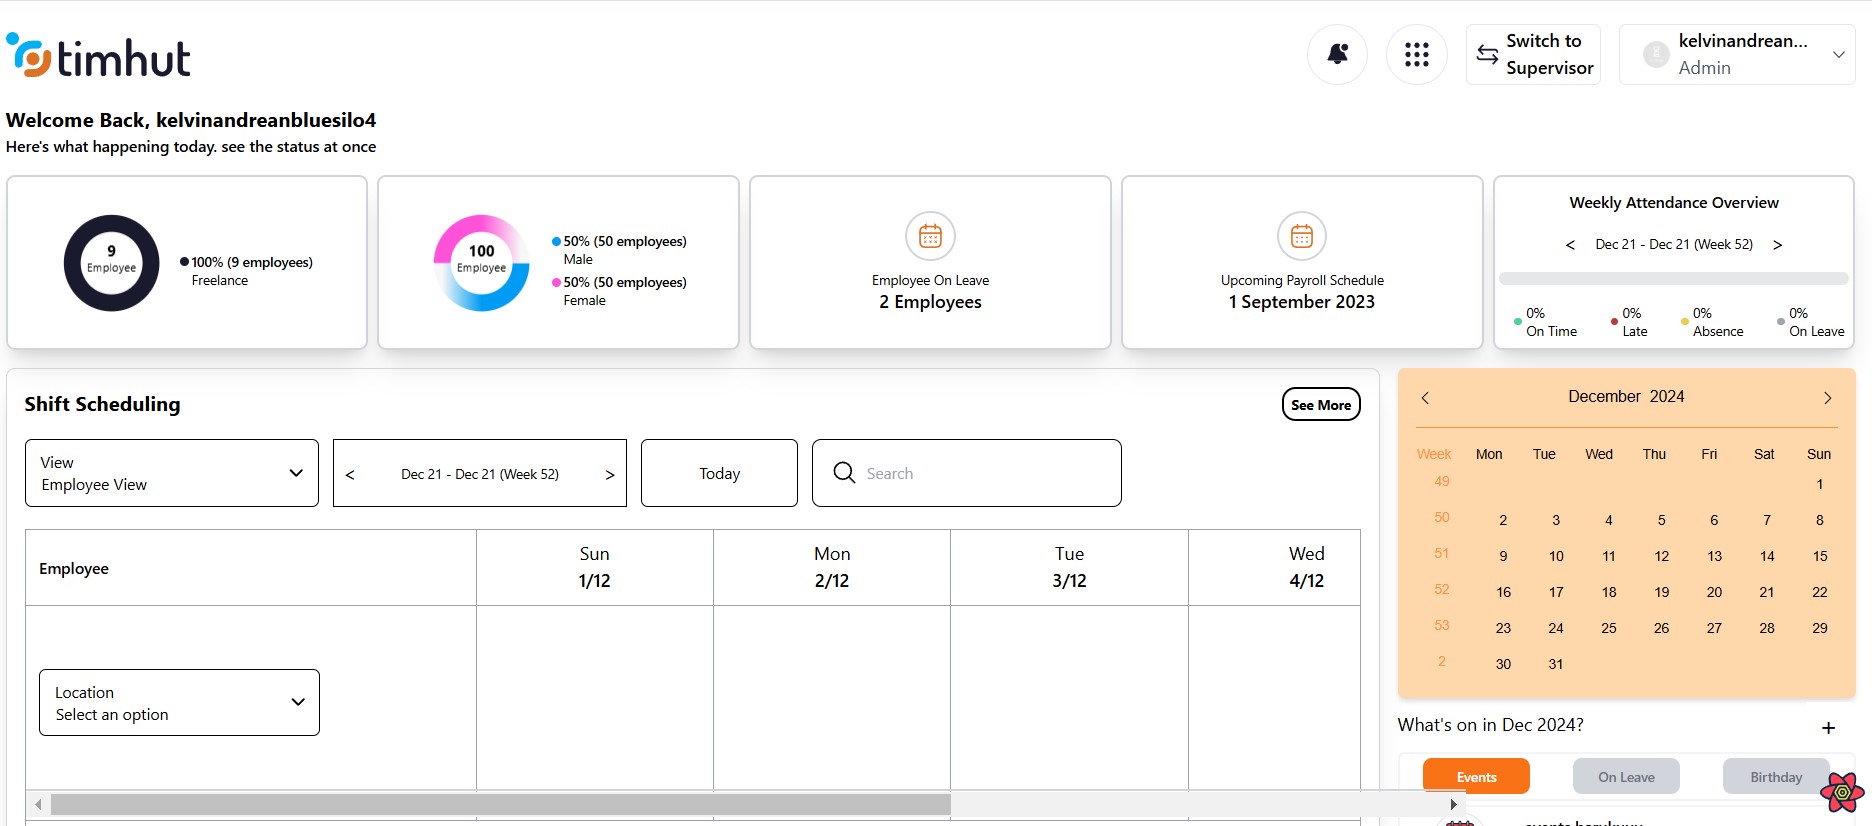 timhut
Switch to
Supervisor
kelvinandrean...
Admin
Welcome Back, kelvinandreanbluesilo4
Here's what happening today. see the status at once
9
Employee
100% (9 employees)
Freelance
100
Employee
50% (50 employees)
Male
50% (50 employees)
Female
Employee On Leave
2 Employees
Upcoming Payroll Schedule
1 September 2023
Weekly Attendance Overview
< Dec 21 - Dec 21 (Week 52) >
0%
On Time
0%
Late
0%
Absence
0%
On Leave
Shift Scheduling
See More
View
Employee View
< Dec 21 - Dec 21 (Week 52) >
Today
Search
Employee
Sun
1/12
Mon
2/12
Tue
3/12
Wed
4/12
Location
Select an option
December 2024
Week Mon Tue Wed Thu Fri Sat Sun
49 1
50 2 3 4 5 6 7 8
51 9 10 11 12 13 14 15
52 16 17 18 19 20 21 22
53 23 24 25 26 27 28 29
2 30 31
What's on in Dec 2024?
+
Events
On Leave
Birthday